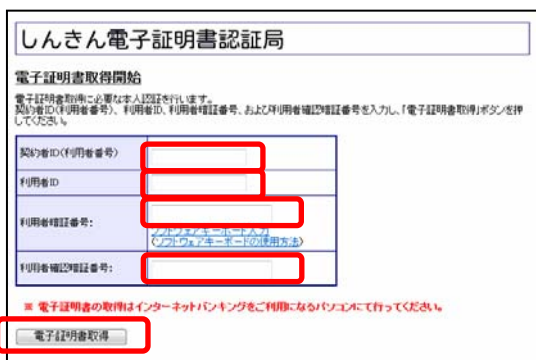 しんきん電子証明書認証局
電子証明書取得開始
電子証明書取得に必要な本人認証を行います。
契約者ID(利用者番号)、利用者ID、利用者暗証番号、および利用者確認暗証番号を入力し、「電子証明書取得」ボタンを押
してください。
契約者ID(利用者番号)
利用者ID
利用者暗証番号:
ソフトウェアキーボード入力
(ソフトウェアキーボードの使用方法)
利用者確認暗証番号:
※ 電子証明書の取得はインターネットバンキングをご利用になるパソコンにて行ってください。
電子証明書取得